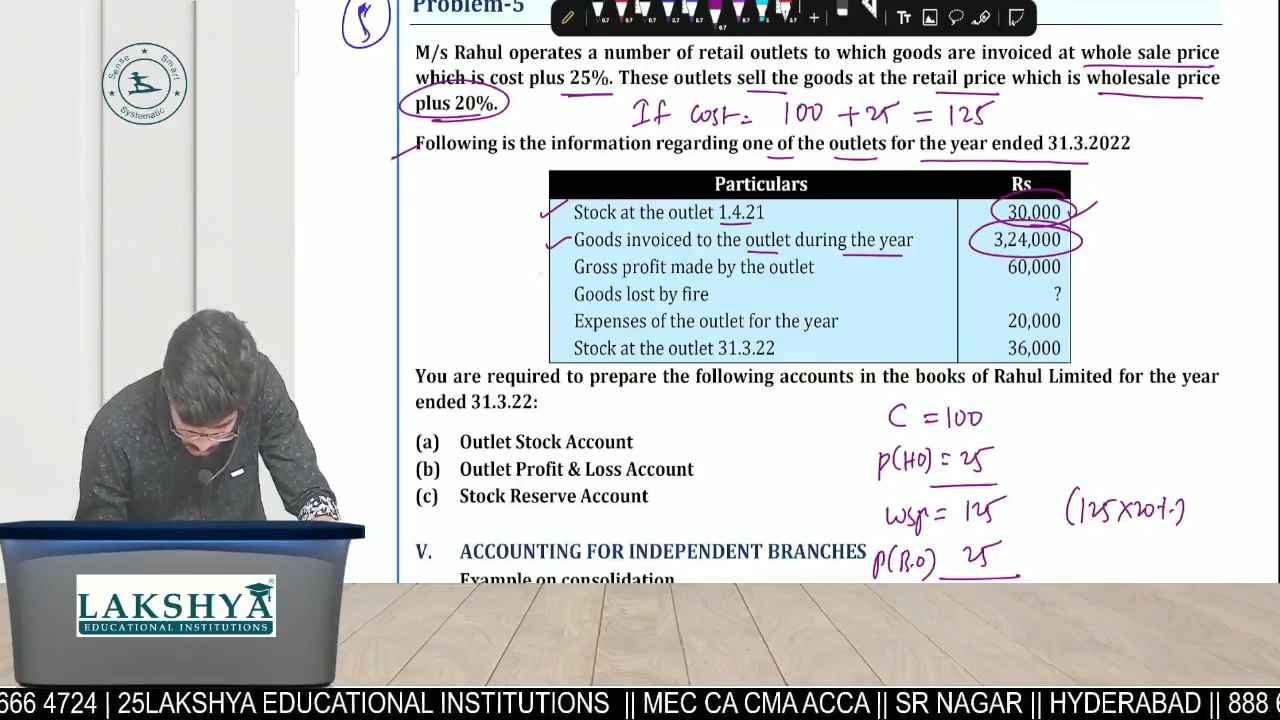 Problem-5
5
Tт
Sense
Smart
Systematic
M/s Rahul operates a number of retail outlets to which goods are invoiced at whole sale price
which is cost plus 25%. These outlets sell the goods at the retail price which is wholesale price
plus 20%.
If cost = 100 + 25 = 125
Following is the information regarding one of the outlets for the year ended 31.3.2022
Particulars Rs
Stock at the outlet 1.4.21 30,000
Goods invoiced to the outlet during the year 3,24,000
Gross profit made by the outlet 60,000
Goods lost by fire ?
Expenses of the outlet for the year 20,000
Stock at the outlet 31.3.22 36,000
You are required to prepare the following accounts in the books of Rahul Limited for the year
ended 31.3.22:
C = 100
(a) Outlet Stock Account
P(HO) = 25
(b) Outlet Profit & Loss Account
(c) Stock Reserve Account
WSP = 125 (125 X 20%)
V. ACCOUNTING FOR INDEPENDENT BRANCHES
P(B.O) 25
Example on consolidation
LAKSHYA
EDUCATIONAL INSTITUTIONS
666 4724 | 25LAKSHYA EDUCATIONAL INSTITUTIONS || MEC CA CMA ACCA || SR NAGAR || HYDERABAD || 888 6